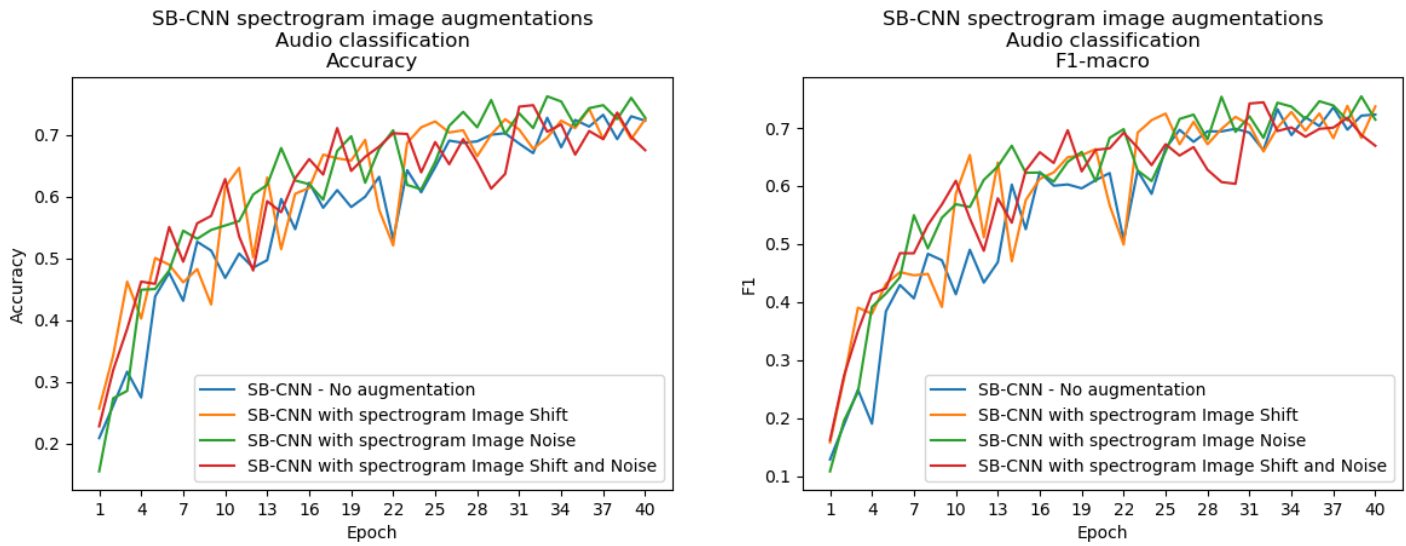 SB-CNN spectrogram image augmentations
Audio classification
Accuracy
Accuracy
0.7
0.6
0.5
0.4
0.3
0.2
SB-CNN - No augmentation
SB-CNN with spectrogram Image Shift
SB-CNN with spectrogram Image Noise
SB-CNN with spectrogram Image Shift and Noise
1 4 7 10 13 16 19 22 25 28 31 34 37 40
Epoch
SB-CNN spectrogram image augmentations
Audio classification
F1-macro
F1
0.7
0.6
0.5
0.4
0.3
0.2
0.1
SB-CNN - No augmentation
SB-CNN with spectrogram Image Shift
SB-CNN with spectrogram Image Noise
SB-CNN with spectrogram Image Shift and Noise
1 4 7 10 13 16 19 22 25 28 31 34 37 40
Epoch